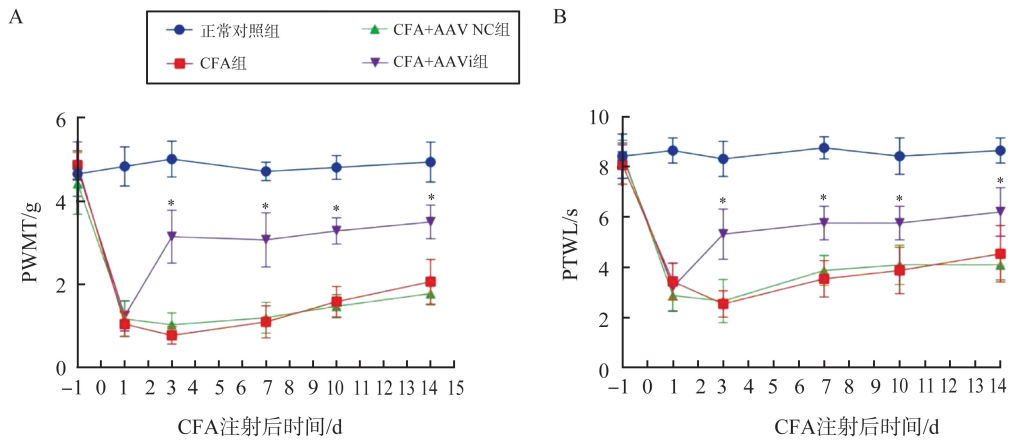 A
B
正常对照组
CFA+AAV NC组
CFA组
CFA+AAVi组
PWMT/g
6
4
2
0
* * * *
−1 0 1 2 3 4 5 6 7 8 9 10 11 12 13 14 15
CFA注射后时间/d
PTWL/s
10
8
6
4
2
0
* * * *
−1 0 1 2 3 4 5 6 7 8 9 10 11 12 13 14
CFA注射后时间/d